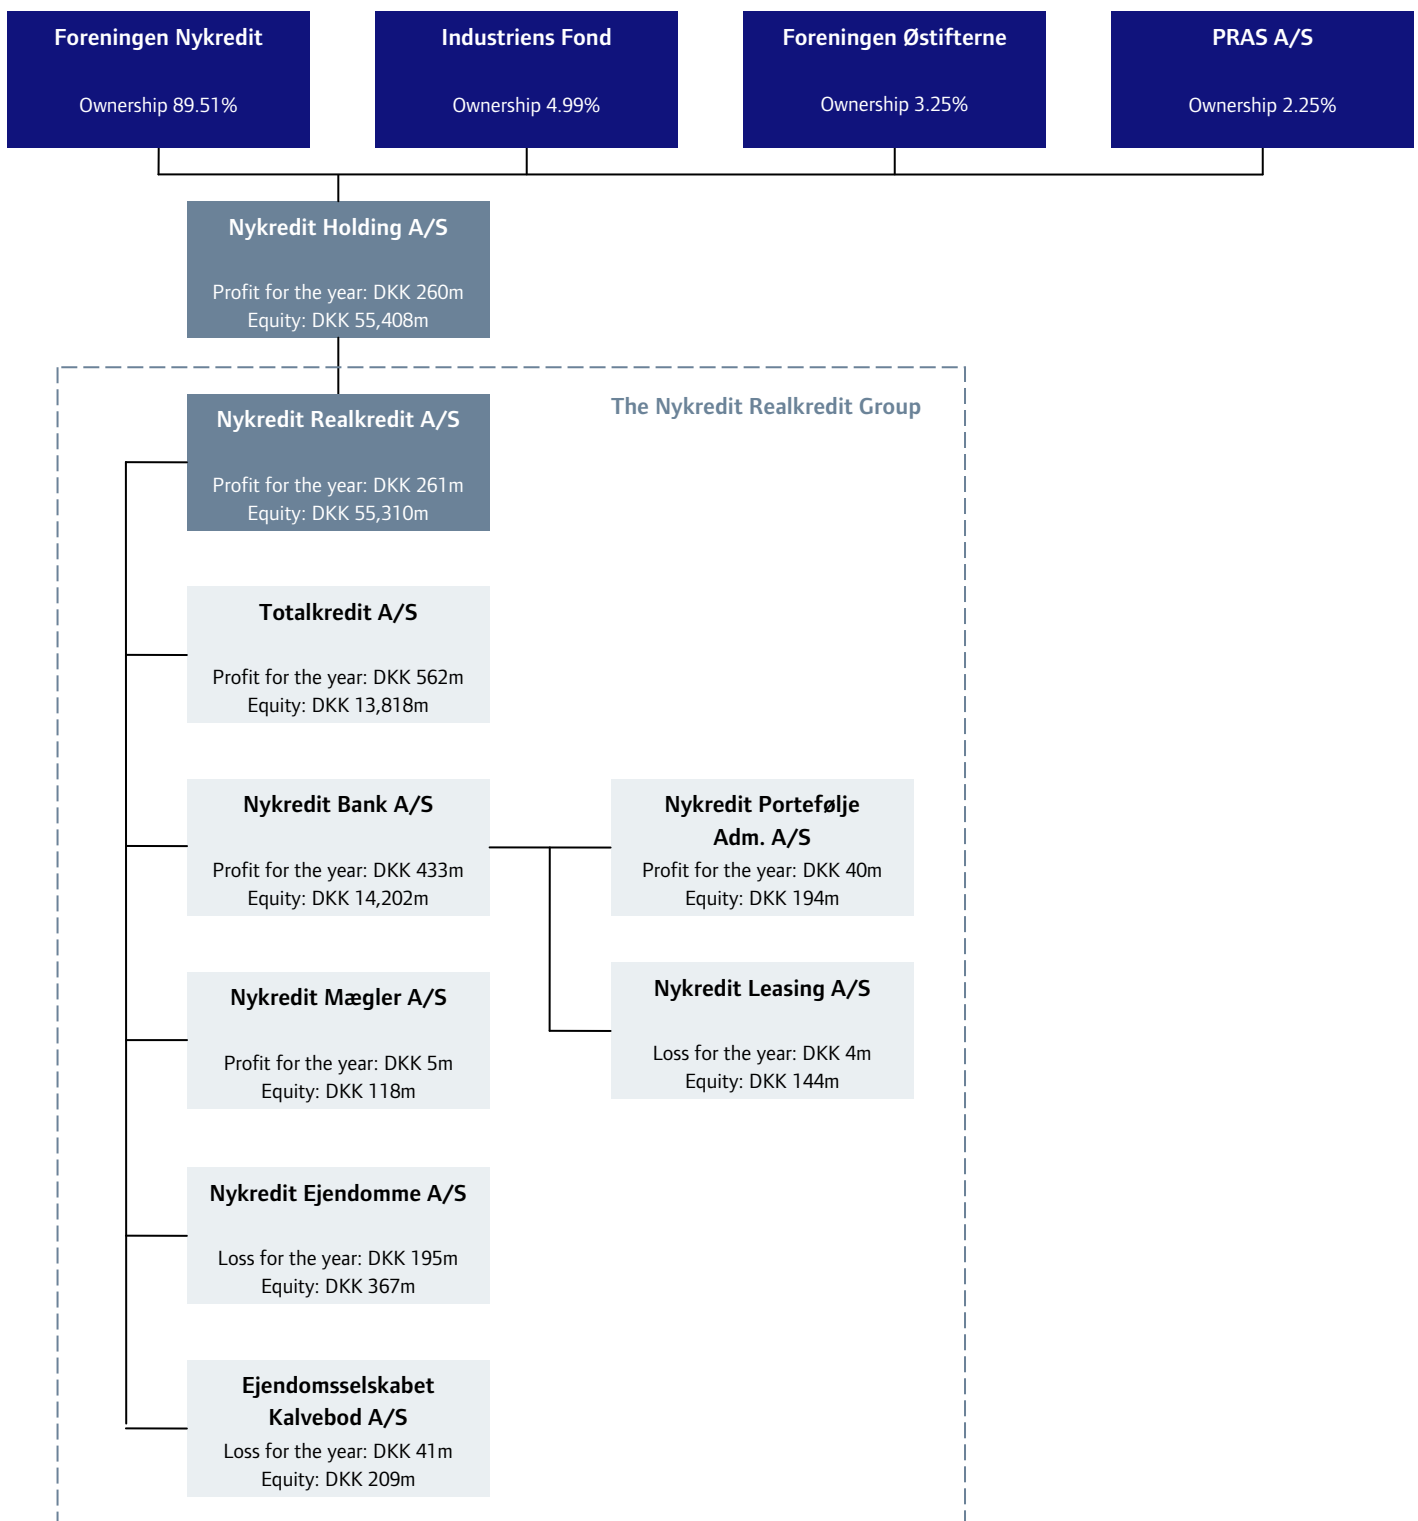 Foreningen Nykredit
Ownership 89.51%
Industriens Fond
Ownership 4.99%
Foreningen Østifterne
Ownership 3.25%
PRAS A/S
Ownership 2.25%
Nykredit Holding A/S
Profit for the year: DKK 260m
Equity: DKK 55,408m
The Nykredit Realkredit Group
Nykredit Realkredit A/S
Profit for the year: DKK 261m
Equity: DKK 55,310m
Totalkredit A/S
Profit for the year: DKK 562m
Equity: DKK 13,818m
Nykredit Bank A/S
Profit for the year: DKK 433m
Equity: DKK 14,202m
Nykredit Portefølje
Adm. A/S
Profit for the year: DKK 40m
Equity: DKK 194m
Nykredit Mægler A/S
Profit for the year: DKK 5m
Equity: DKK 118m
Nykredit Leasing A/S
Loss for the year: DKK 4m
Equity: DKK 144m
Nykredit Ejendomme A/S
Loss for the year: DKK 195m
Equity: DKK 367m
Ejendomsselskabet
Kalvebod A/S
Loss for the year: DKK 41m
Equity: DKK 209m